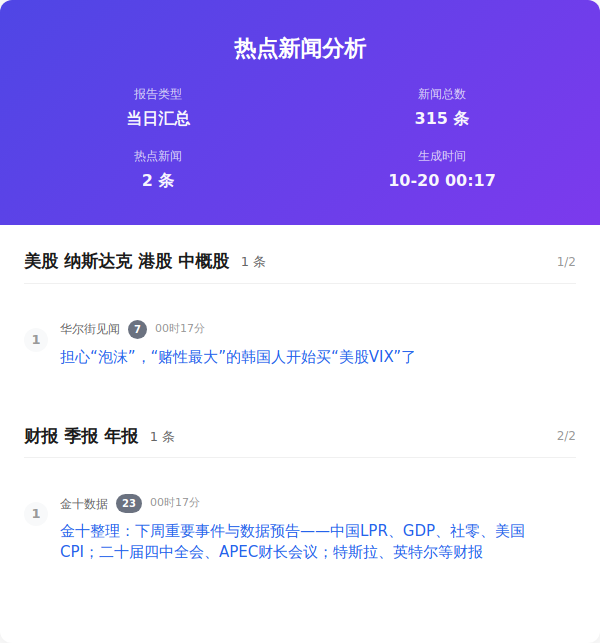 热点新闻分析
报告类型
新闻总数
当日汇总
315 条
热点新闻
生成时间
2 条
10-20 00:17
美股 纳斯达克 港股 中概股 1 条 1/2
1
华尔街见闻 7 00时17分
担心“泡沫”，“赌性最大”的韩国人开始买“美股VIX”了
财报 季报 年报 1 条 2/2
1
金十数据 23 00时17分
金十整理：下周重要事件与数据预告——中国LPR、GDP、社零、美国
CPI；二十届四中全会、APEC财长会议；特斯拉、英特尔等财报